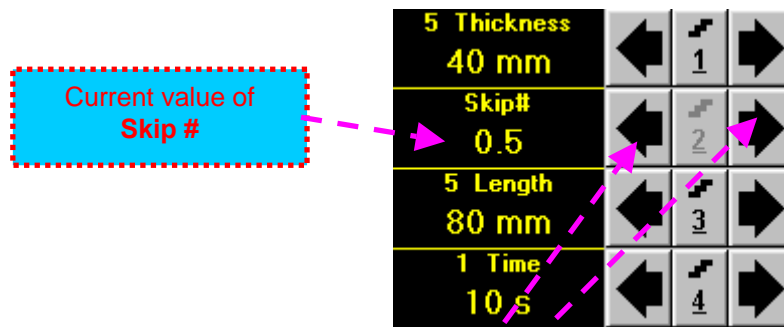 Current value of
Skip #
5 Thickness
40 mm
1
Skip#
0.5
2
5 Length
80 mm
3
1 Time
10 s
4